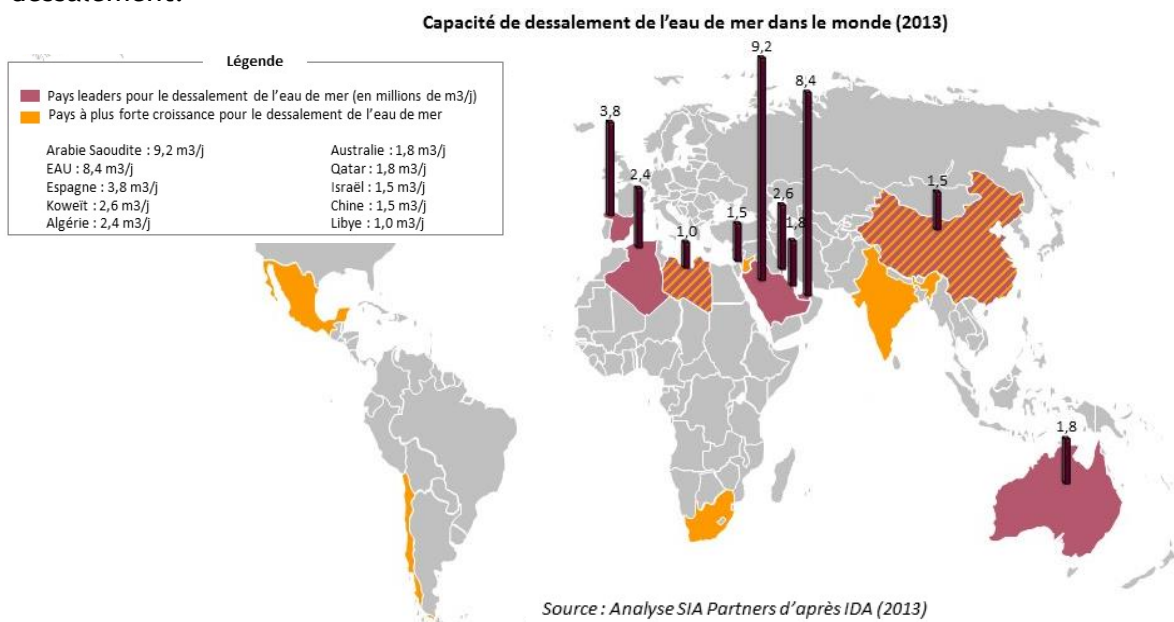 dessalement.
Capacité de dessalement de l'eau de mer dans le monde (2013)
Légende
Pays leaders pour le dessalement de l'eau de mer (en millions de m3/j)
Pays à plus forte croissance pour le dessalement de l'eau de mer
Arabie Saoudite : 9,2 m3/j
EAU : 8,4 m3/j
Espagne : 3,8 m3/j
Koweït : 2,6 m3/j
Algérie : 2,4 m3/j
Australie : 1,8 m3/j
Qatar : 1,8 m3/j
Israël : 1,5 m3/j
Chine : 1,5 m3/j
Libye : 1,0 m3/j
9,2
8,4
3,8
2,4
2,6
1,5
1,5
1,8
1,0
1,8
Source : Analyse SIA Partners d'après IDA (2013)